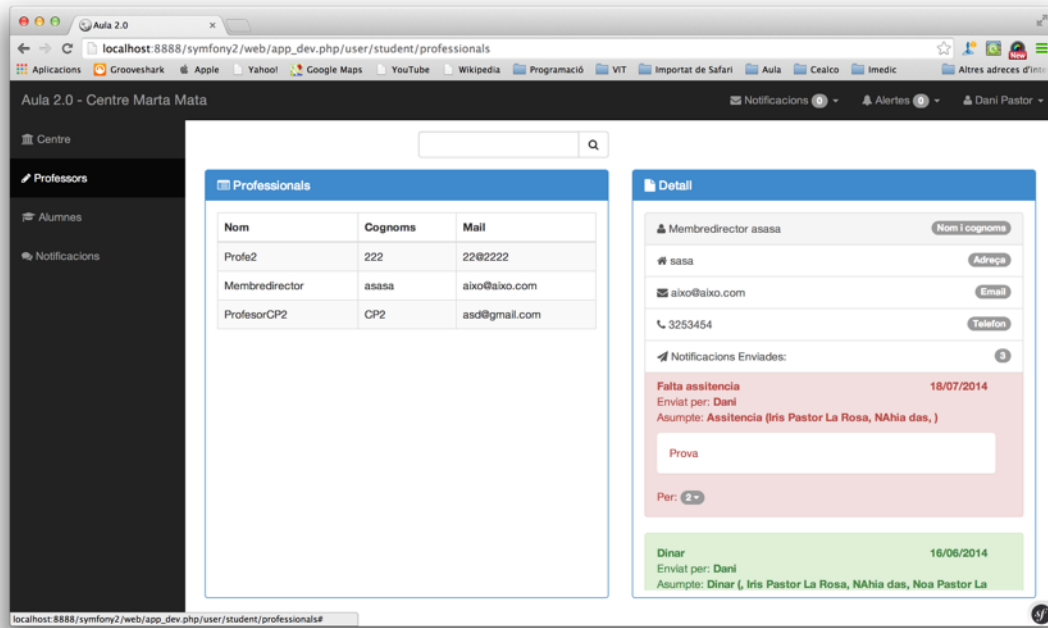 Aula 2.0
localhost:8888/symfony2/web/app_dev.php/user/student/professionals
New
Aplicacions Grooveshark Apple Yahoo! Google Maps YouTube Wikipedia Programació VIT Importat de Safari Aula Cealco Imedic Altres adreces d'inte
Aula 2.0 - Centre Marta Mata Notificacions 0 Alertes 0 Dani Pastor
Centre
Professors
Alumnes
Notificacions
Professionals
Nom Cognoms Mail
Profe2 222 22@2222
Membredirector asasa aixo@aixo.com
ProfesorCP2 CP2 asd@gmail.com
Detall
Membredirector asasa Nom i cognoms
sasa Adreça
aixo@aixo.com Email
3253454 Telefon
Notificacions Enviades: 3
Falta assitencia 18/07/2014
Enviat per: Dani
Asumpte: Assitencia (Iris Pastor La Rosa, NAhia das, )
Prova
Per: 2
Dinar 16/06/2014
Enviat per: Dani
Asumpte: Dinar (, Iris Pastor La Rosa, NAhia das, Noa Pastor La
localhost:8888/symfony2/web/app_dev.php/user/student/professionals#
sf